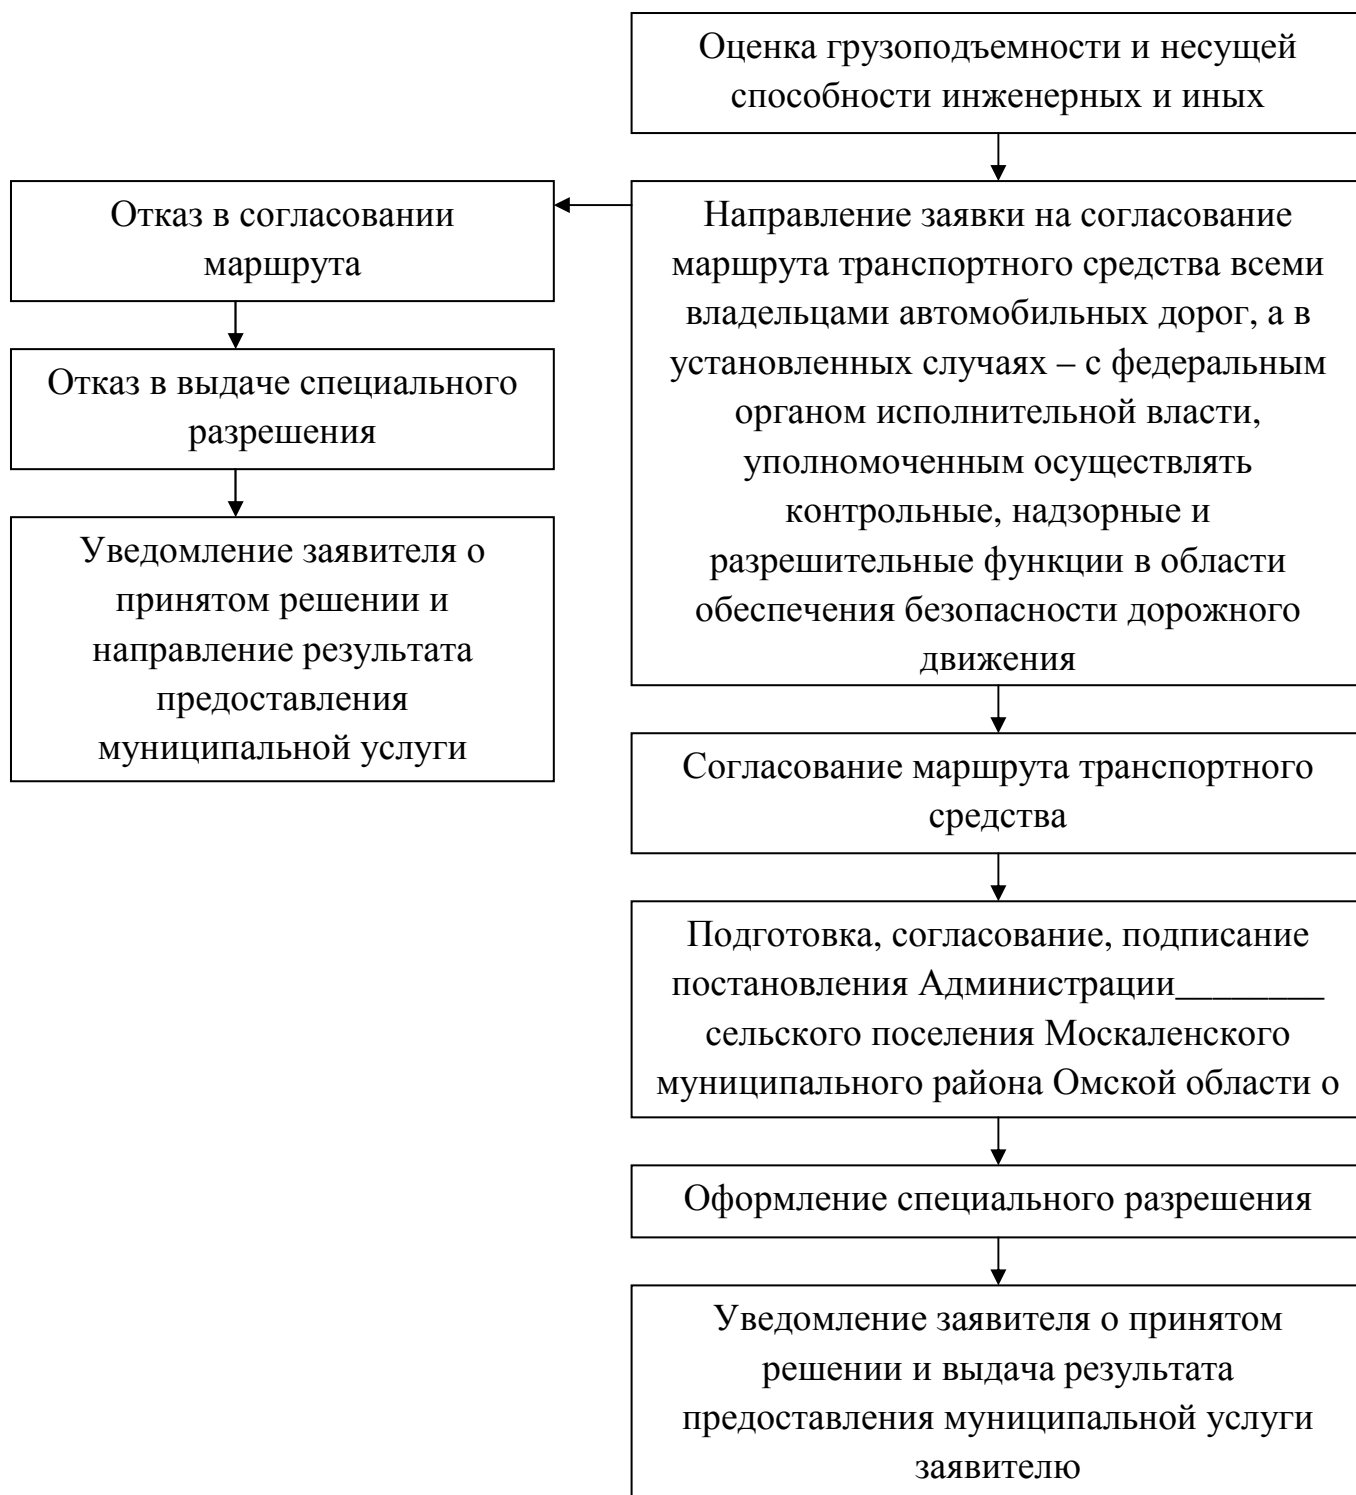 Оценка грузоподъемности и несущей
способности инженерных и иных
Отказ в согласовании
маршрута
Отказ в выдаче специального
разрешения
Уведомление заявителя о
принятом решении и
направление результата
предоставления
муниципальной услуги
Направление заявки на согласование
маршрута транспортного средства всеми
владельцами автомобильных дорог, а в
установленных случаях – с федеральным
органом исполнительной власти,
уполномоченным осуществлять
контрольные, надзорные и
разрешительные функции в области
обеспечения безопасности дорожного
движения
Согласование маршрута транспортного
средства
Подготовка, согласование, подписание
постановления Администрации________
сельского поселения Москаленского
муниципального района Омской области о
Оформление специального разрешения
Уведомление заявителя о принятом
решении и выдача результата
предоставления муниципальной услуги
заявителю